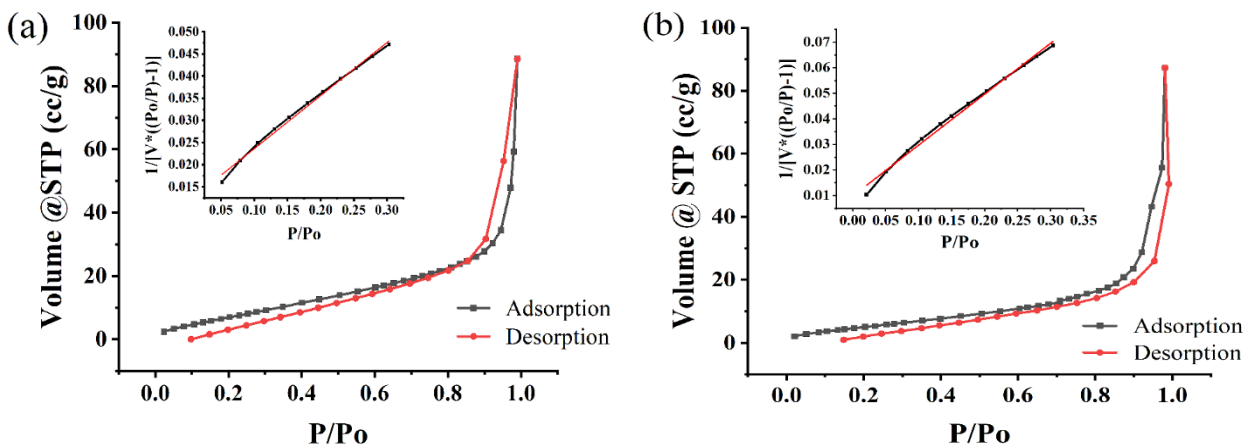 (a)
100
80
60
40
20
0
Volume @STP (cc/g)
0.0 0.2 0.4 0.6 0.8 1.0
P/Po
Adsorption
Desorption
0.050
0.045
0.040
0.035
0.030
0.025
0.020
0.015
1/[V*((Po/P)-1)]
0.05 0.10 0.15 0.20 0.25 0.30
P/Po
(b)
100
80
60
40
20
0
Volume @ STP (cc/g)
0.0 0.2 0.4 0.6 0.8 1.0
P/Po
Adsorption
Desorption
0.07
0.06
0.05
0.04
0.03
0.02
0.01
1/[V*((Po/P)-1)]
0.00 0.05 0.10 0.15 0.20 0.25 0.30 0.35
P/Po